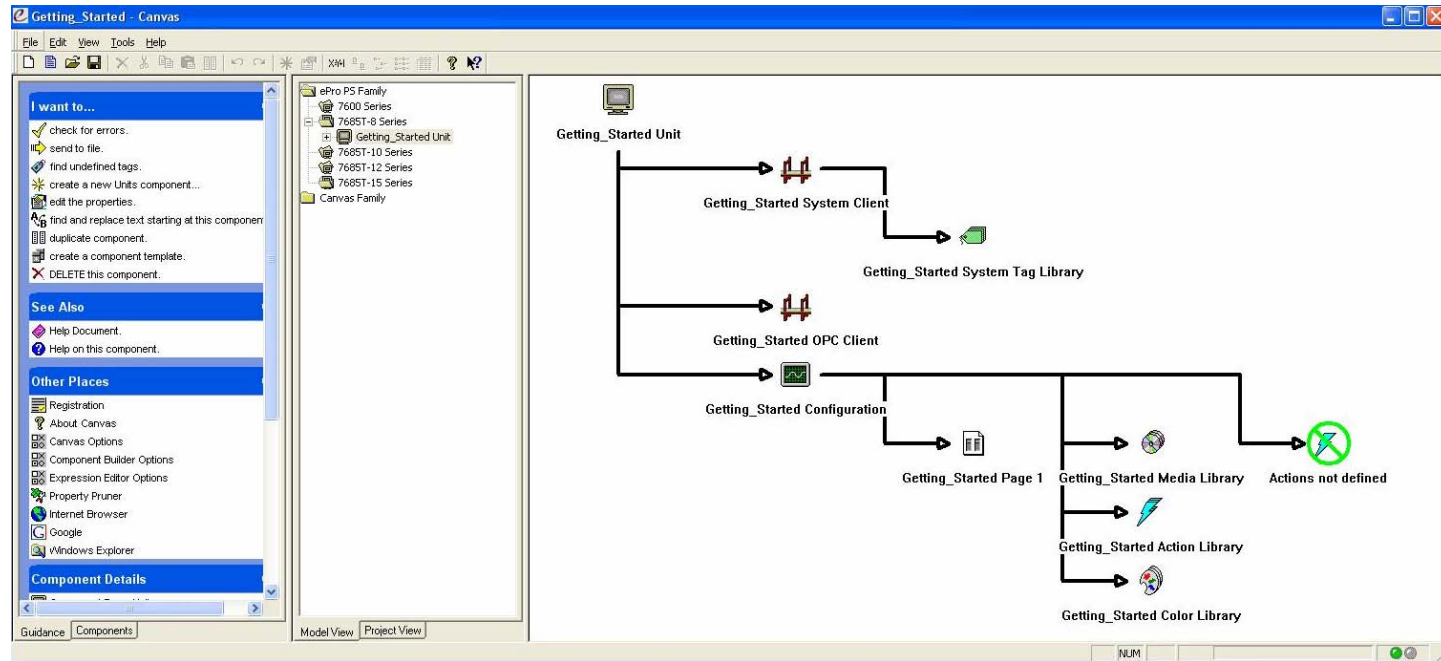 Getting_Started - Canvas
File Edit View Tools Help
I want to...
check for errors.
send to file.
find undefined tags.
create a new Units component...
edit the properties.
find and replace text starting at this componen
duplicate component.
create a component template.
DELETE this component.
See Also
Help Document.
Help on this component.
Other Places
Registration
About Canvas
Canvas Options
Component Builder Options
Expression Editor Options
Property Pruner
Internet Browser
Google
Windows Explorer
Component Details
Guidance Components
ePro PS Family
7600 Series
7685T-8 Series
Getting_Started Unit
7685T-10 Series
7685T-12 Series
7685T-15 Series
Canvas Family
Model View Project View
Getting_Started Unit
Getting_Started System Client
Getting_Started System Tag Library
Getting_Started OPC Client
Getting_Started Configuration
Getting_Started Page 1
Getting_Started Media Library
Actions not defined
Getting_Started Action Library
Getting_Started Color Library
NUM